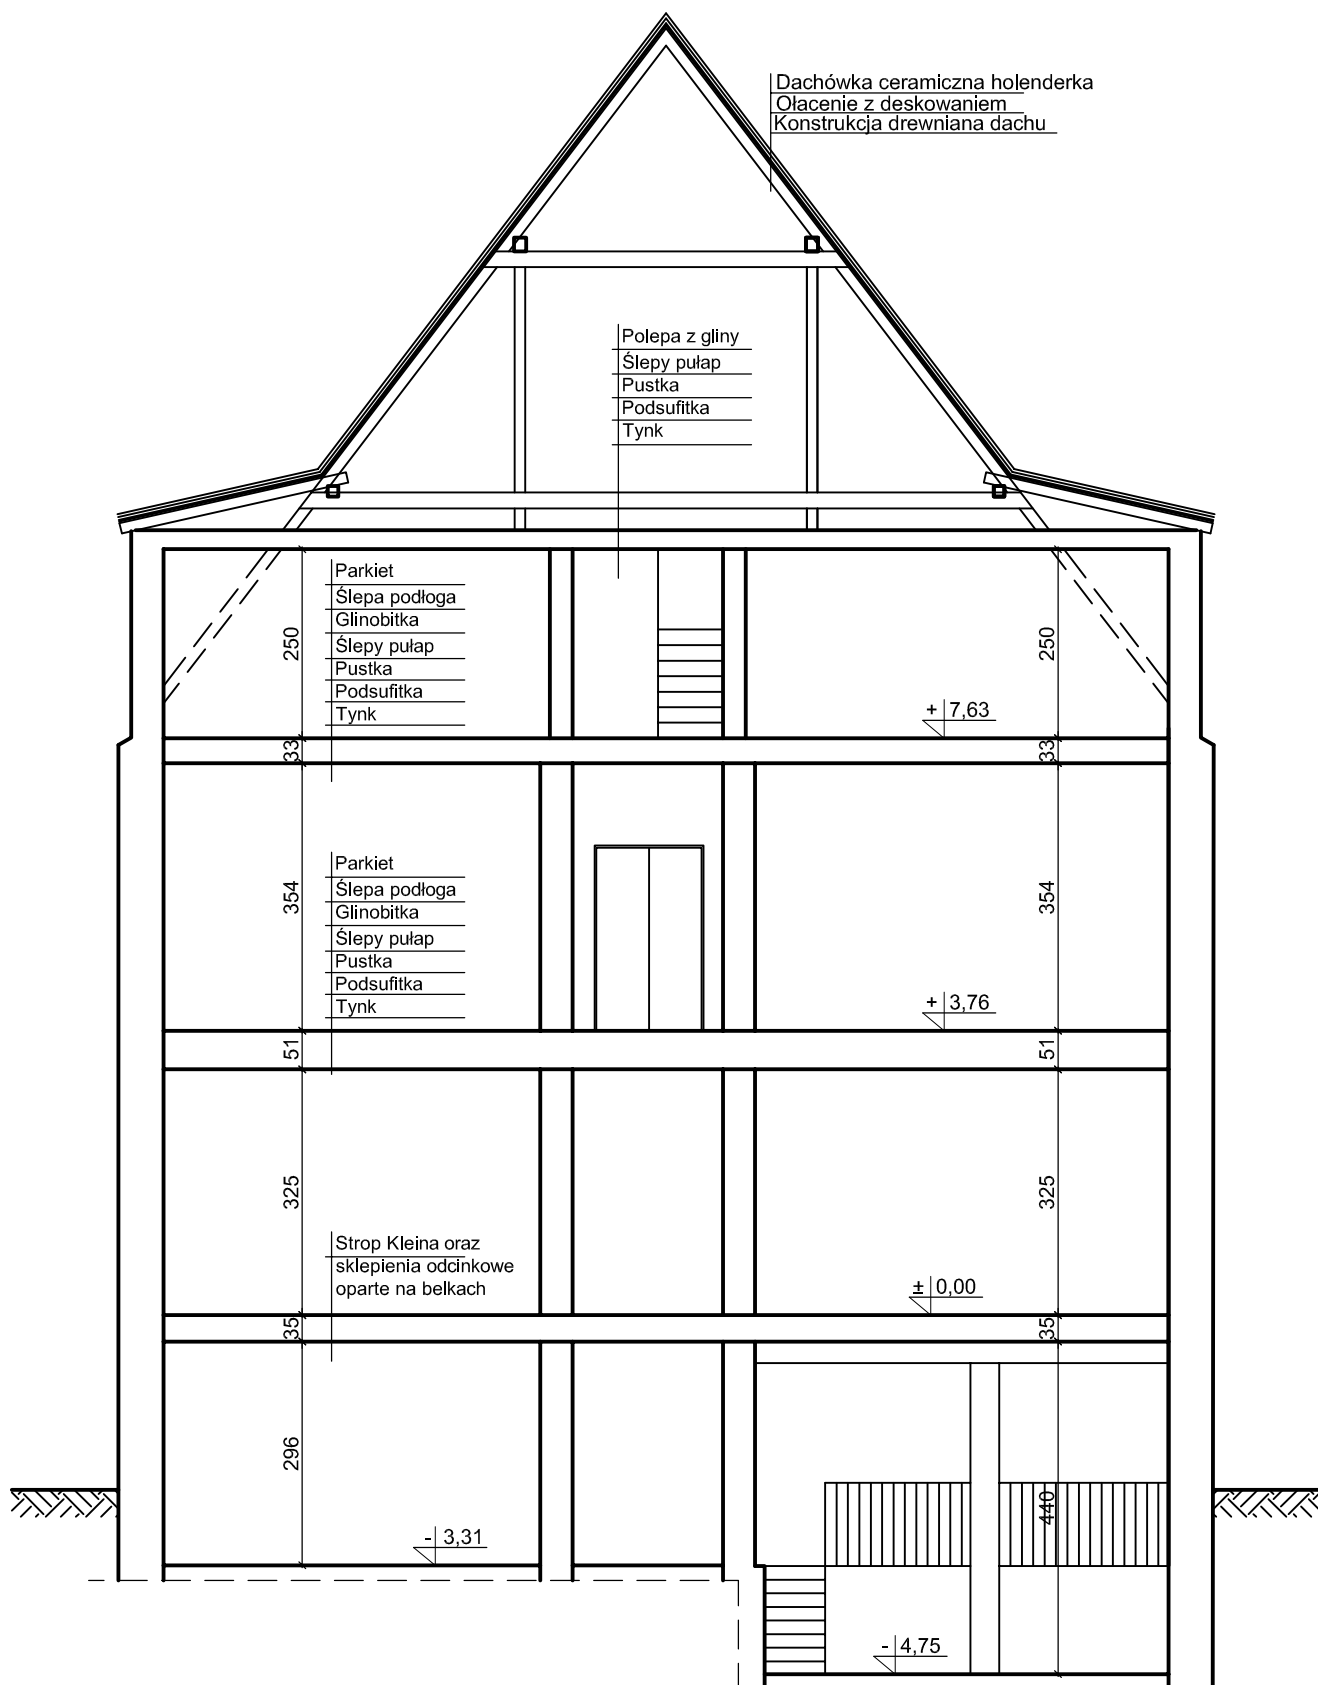 Dachówka ceramiczna holenderka
Ołacenie z deskowaniem
Konstrukcja drewniana dachu
Polepa z gliny
Ślepy pułap
Pustka
Podsufitka
Tynk
Parkiet
Ślepa podłoga
Glinobitka
Ślepy pułap
Pustka
Podsufitka
Tynk
250
250
+ 7,63
33
33
Parkiet
Ślepa podłoga
Glinobitka
Ślepy pułap
Pustka
Podsufitka
Tynk
354
354
+ 3,76
51
51
325
325
Strop Kleina oraz
sklepienia odcinkowe
oparte na belkach
± 0,00
35
35
296
440
- 3,31
- 4,75